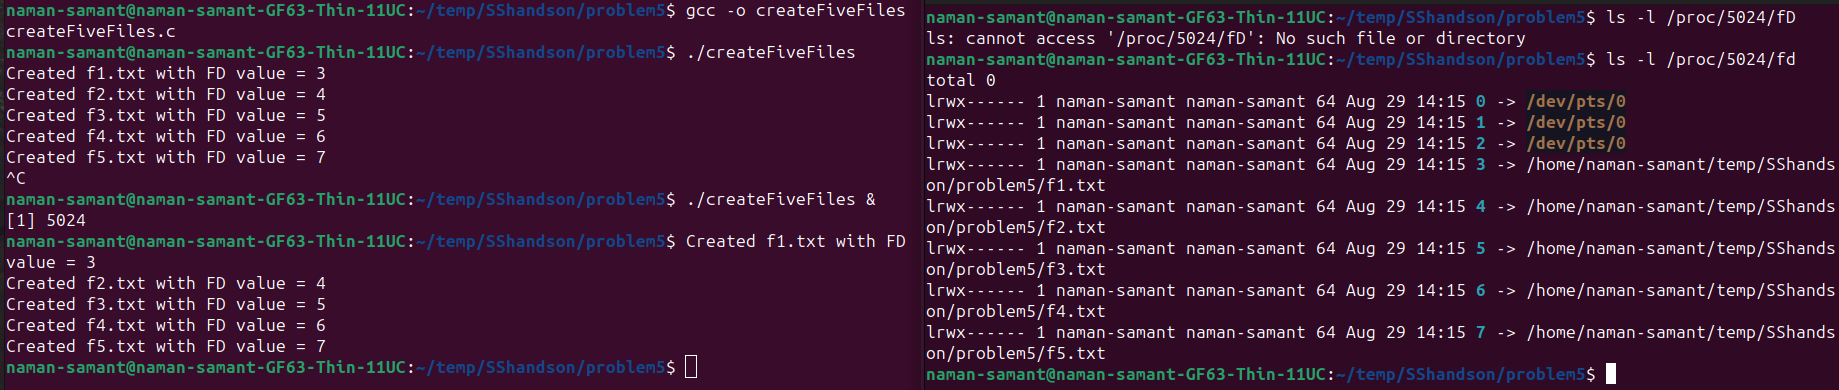 naman-samant@naman-samant-GF63-Thin-11UC:~/temp/SShandson/problem5$ gcc -o createFiveFiles
createFiveFiles.c
naman-samant@naman-samant-GF63-Thin-11UC:~/temp/SShandson/problem5$ ./createFiveFiles
Created f1.txt with FD value = 3
Created f2.txt with FD value = 4
Created f3.txt with FD value = 5
Created f4.txt with FD value = 6
Created f5.txt with FD value = 7
^C
naman-samant@naman-samant-GF63-Thin-11UC:~/temp/SShandson/problem5$ ./createFiveFiles &
[1] 5024
naman-samant@naman-samant-GF63-Thin-11UC:~/temp/SShandson/problem5$ Created f1.txt with FD
value = 3
Created f2.txt with FD value = 4
Created f3.txt with FD value = 5
Created f4.txt with FD value = 6
Created f5.txt with FD value = 7
naman-samant@naman-samant-GF63-Thin-11UC:~/temp/SShandson/problem5$
naman-samant@naman-samant-GF63-Thin-11UC:~/temp/SShandson/problem5$ ls -l /proc/5024/fD
ls: cannot access '/proc/5024/fD': No such file or directory
naman-samant@naman-samant-GF63-Thin-11UC:~/temp/SShandson/problem5$ ls -l /proc/5024/fd
total 0
lrwx------ 1 naman-samant naman-samant 64 Aug 29 14:15 0 -> /dev/pts/0
lrwx------ 1 naman-samant naman-samant 64 Aug 29 14:15 1 -> /dev/pts/0
lrwx------ 1 naman-samant naman-samant 64 Aug 29 14:15 2 -> /dev/pts/0
lrwx------ 1 naman-samant naman-samant 64 Aug 29 14:15 3 -> /home/naman-samant/temp/SShands
on/problem5/f1.txt
lrwx------ 1 naman-samant naman-samant 64 Aug 29 14:15 4 -> /home/naman-samant/temp/SShands
on/problem5/f2.txt
lrwx------ 1 naman-samant naman-samant 64 Aug 29 14:15 5 -> /home/naman-samant/temp/SShands
on/problem5/f3.txt
lrwx------ 1 naman-samant naman-samant 64 Aug 29 14:15 6 -> /home/naman-samant/temp/SShands
on/problem5/f4.txt
lrwx------ 1 naman-samant naman-samant 64 Aug 29 14:15 7 -> /home/naman-samant/temp/SShands
on/problem5/f5.txt
naman-samant@naman-samant-GF63-Thin-11UC:~/temp/SShandson/problem5$